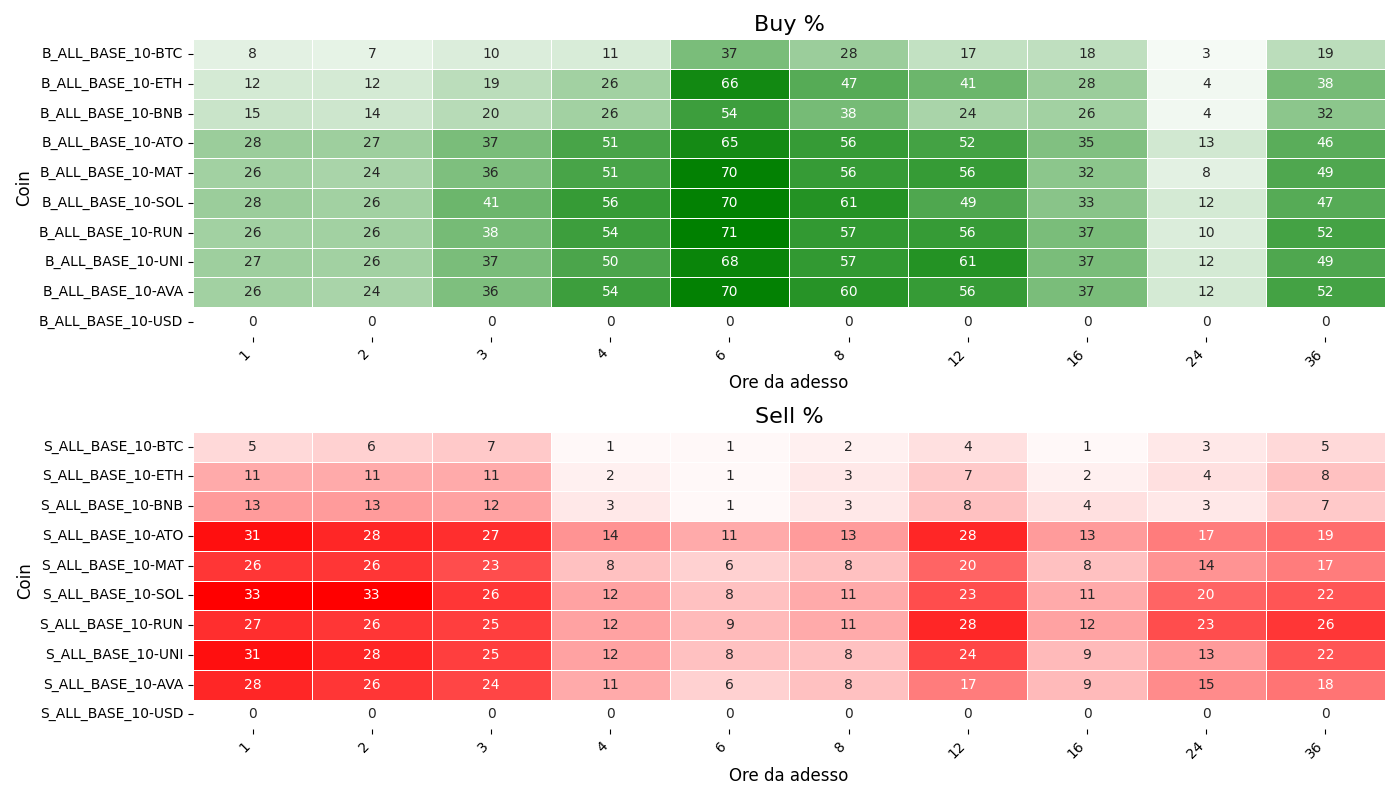 Buy %
Coin
B_ALL_BASE_10-BTC 8 7 10 11 37 28 17 18 3 19
B_ALL_BASE_10-ETH 12 12 19 26 66 47 41 28 4 38
B_ALL_BASE_10-BNB 15 14 20 26 54 38 24 26 4 32
B_ALL_BASE_10-ATO 28 27 37 51 65 56 52 35 13 46
B_ALL_BASE_10-MAT 26 24 36 51 70 56 56 32 8 49
B_ALL_BASE_10-SOL 28 26 41 56 70 61 49 33 12 47
B_ALL_BASE_10-RUN 26 26 38 54 71 57 56 37 10 52
B_ALL_BASE_10-UNI 27 26 37 50 68 57 61 37 12 49
B_ALL_BASE_10-AVA 26 24 36 54 70 60 56 37 12 52
B_ALL_BASE_10-USD 0 0 0 0 0 0 0 0 0 0
1 2 3 4 6 8 12 16 24 36
Ore da adesso
Sell %
Coin
S_ALL_BASE_10-BTC 5 6 7 1 1 2 4 1 3 5
S_ALL_BASE_10-ETH 11 11 11 2 1 3 7 2 4 8
S_ALL_BASE_10-BNB 13 13 12 3 1 3 8 4 3 7
S_ALL_BASE_10-ATO 31 28 27 14 11 13 28 13 17 19
S_ALL_BASE_10-MAT 26 26 23 8 6 8 20 8 14 17
S_ALL_BASE_10-SOL 33 33 26 12 8 11 23 11 20 22
S_ALL_BASE_10-RUN 27 26 25 12 9 11 28 12 23 26
S_ALL_BASE_10-UNI 31 28 25 12 8 8 24 9 13 22
S_ALL_BASE_10-AVA 28 26 24 11 6 8 17 9 15 18
S_ALL_BASE_10-USD 0 0 0 0 0 0 0 0 0 0
1 2 3 4 6 8 12 16 24 36
Ore da adesso